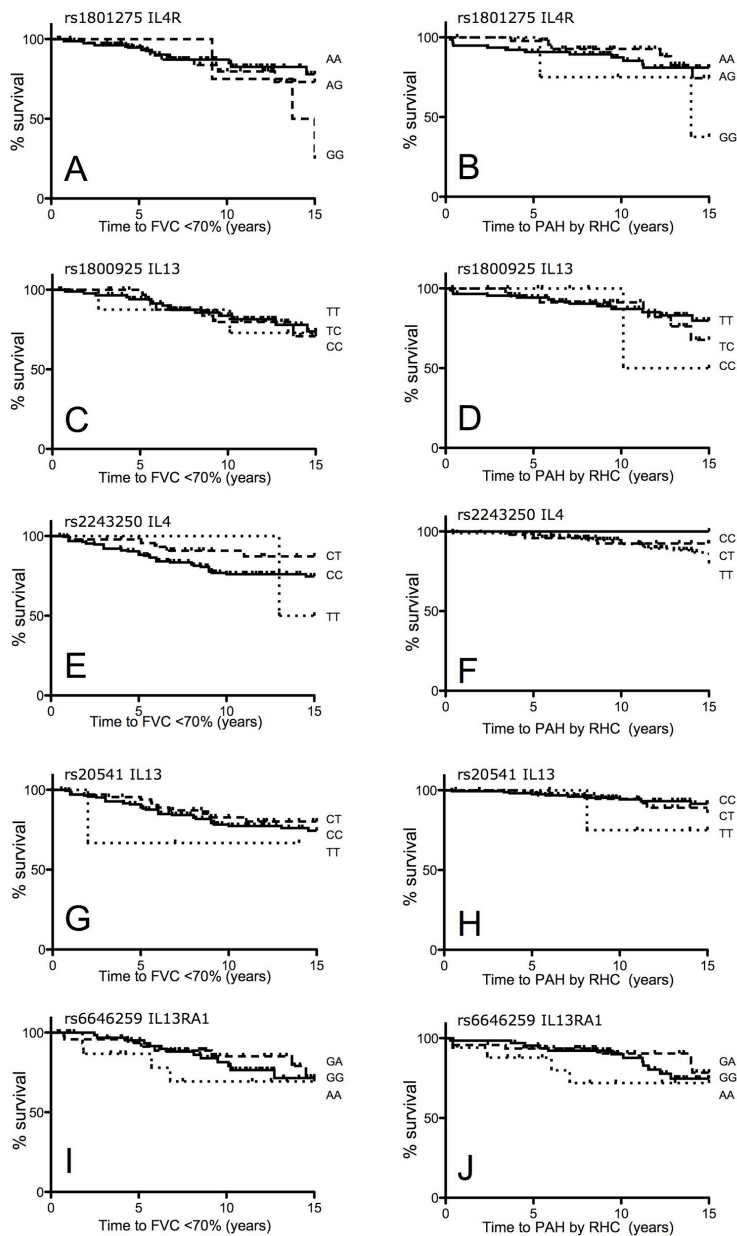 rs1801275 IL4R
100
50
0
% survival
A
AA
AG
GG
0 5 10 15
Time to FVC <70% (years)
rs1801275 IL4R
100
50
0
% survival
B
AA
AG
GG
0 5 10 15
Time to PAH by RHC (years)
rs1800925 IL13
100
50
0
% survival
C
TT
TC
CC
0 5 10 15
Time to FVC <70% (years)
rs1800925 IL13
100
50
0
% survival
D
TT
TC
CC
0 5 10 15
Time to PAH by RHC (years)
rs2243250 IL4
100
50
0
% survival
E
CT
CC
TT
0 5 10 15
Time to FVC <70% (years)
rs2243250 IL4
100
50
0
% survival
F
CC
CT
TT
0 5 10 15
Time to PAH by RHC (years)
rs20541 IL13
100
50
0
% survival
G
CT
CC
TT
0 5 10 15
Time to FVC <70% (years)
rs20541 IL13
100
50
0
% survival
H
CC
CT
TT
0 5 10 15
Time to PAH by RHC (years)
rs6646259 IL13RA1
100
50
0
% survival
I
GA
GG
AA
0 5 10 15
Time to FVC <70% (years)
rs6646259 IL13RA1
100
50
0
% survival
J
GA
GG
AA
0 5 10 15
Time to PAH by RHC (years)